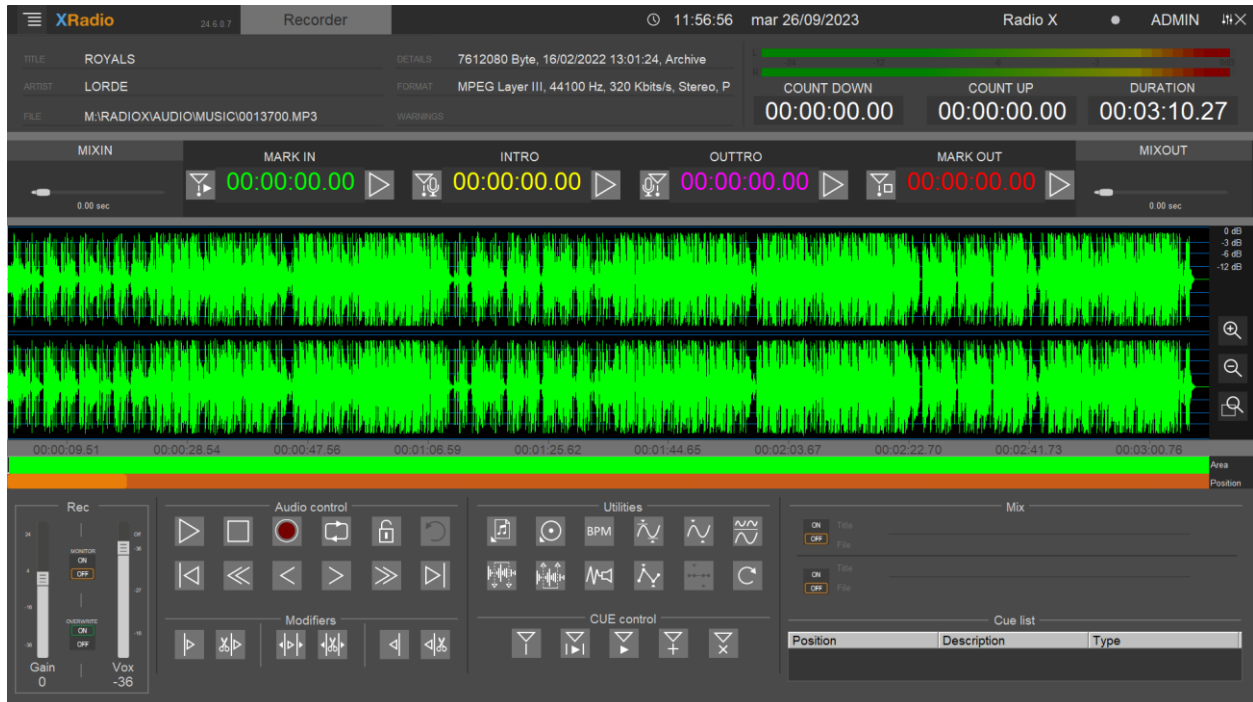 XRadio 24.6.0.7 Recorder 11:56:56 mar 26/09/2023 Radio X ADMIN
TITLE ROYALS DETAILS 7612080 Byte, 16/02/2022 13:01:24, Archive
ARTIST LORDE FORMAT MPEG Layer III, 44100 Hz, 320 Kbits/s, Stereo, P
FILE M:\RADIOX\AUDIO\MUSIC\0013700.MP3 WARNINGS
COUNT DOWN COUNT UP DURATION
00:00:00.00 00:00:00.00 00:03:10.27
MIXIN MARK IN INTRO OUTTRO MARK OUT MIXOUT
00:00:00.00 00:00:00.00 00:00:00.00 00:00:00.00
0.00 sec 0.00 sec
0 dB
-3 dB
-6 dB
-12 dB
00:00:09.51 00:00:28.54 00:00:47.56 00:01:06.59 00:01:25.62 00:01:44.65 00:02:03.67 00:02:22.70 00:02:41.73 00:03:00.76
Area
Position
Rec Audio control Utilities Mix
MONITOR
ON
OFF
OVERWRITE
ON
OFF
Gain Vox
0 -36
BPM
Modifiers CUE control
ON Title
OFF File
ON Title
OFF File
Cue list
Position Description Type